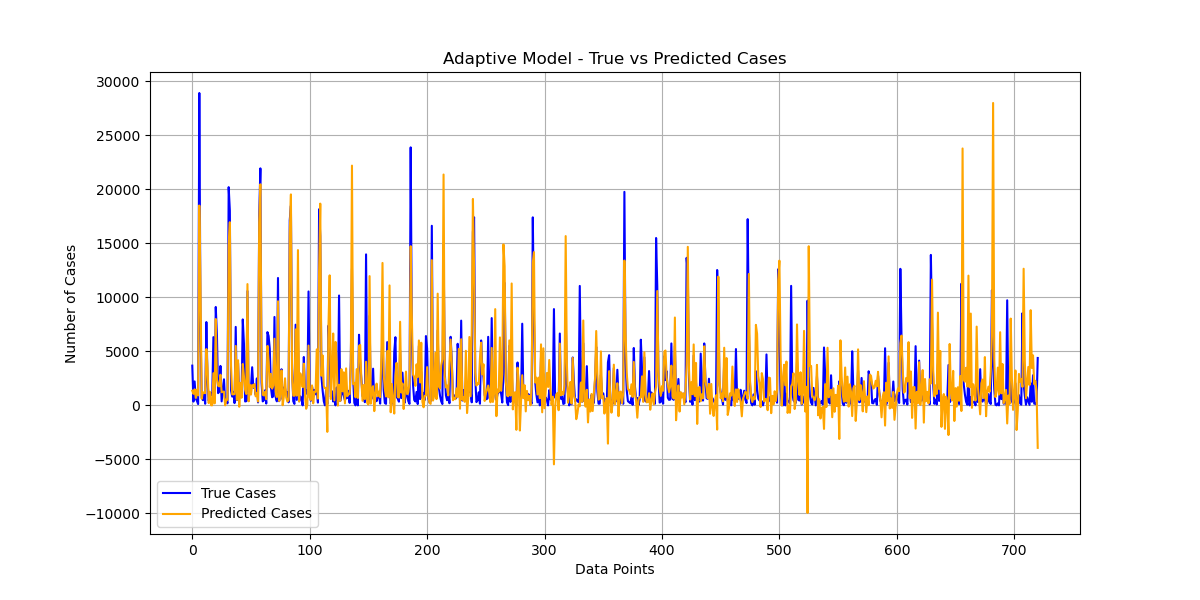 Adaptive Model - True vs Predicted Cases
30000
25000
20000
15000
10000
5000
0
−5000
−10000
Number of Cases
True Cases
Predicted Cases
0 100 200 300 400 500 600 700
Data Points